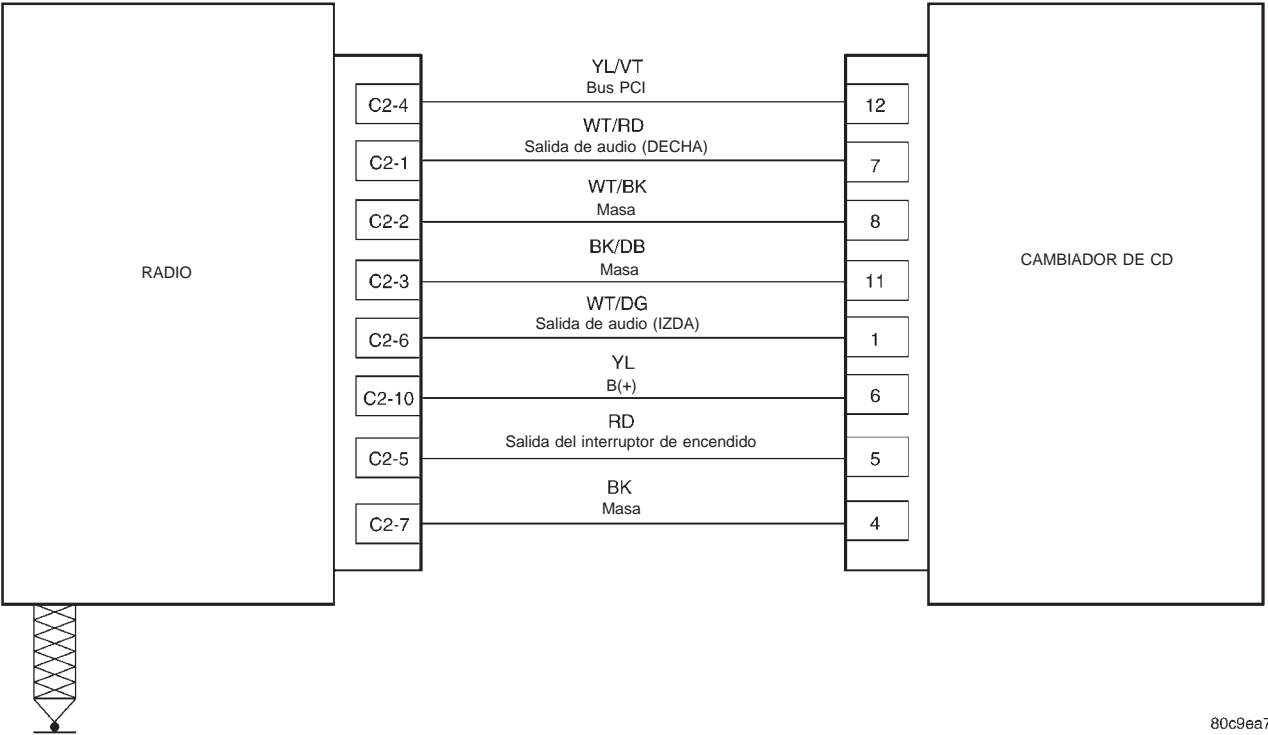 YL/VT
Bus PCI
C2-4
12
WT/RD
Salida de audio (DECHA)
C2-1
7
WT/BK
Masa
C2-2
8
BK/DB
Masa
RADIO
CAMBIADOR DE CD
C2-3
11
WT/DG
Salida de audio (IZDA)
C2-6
1
YL
B(+)
C2-10
6
RD
Salida del interruptor de encendido
C2-5
5
BK
Masa
C2-7
4
80c9ea7